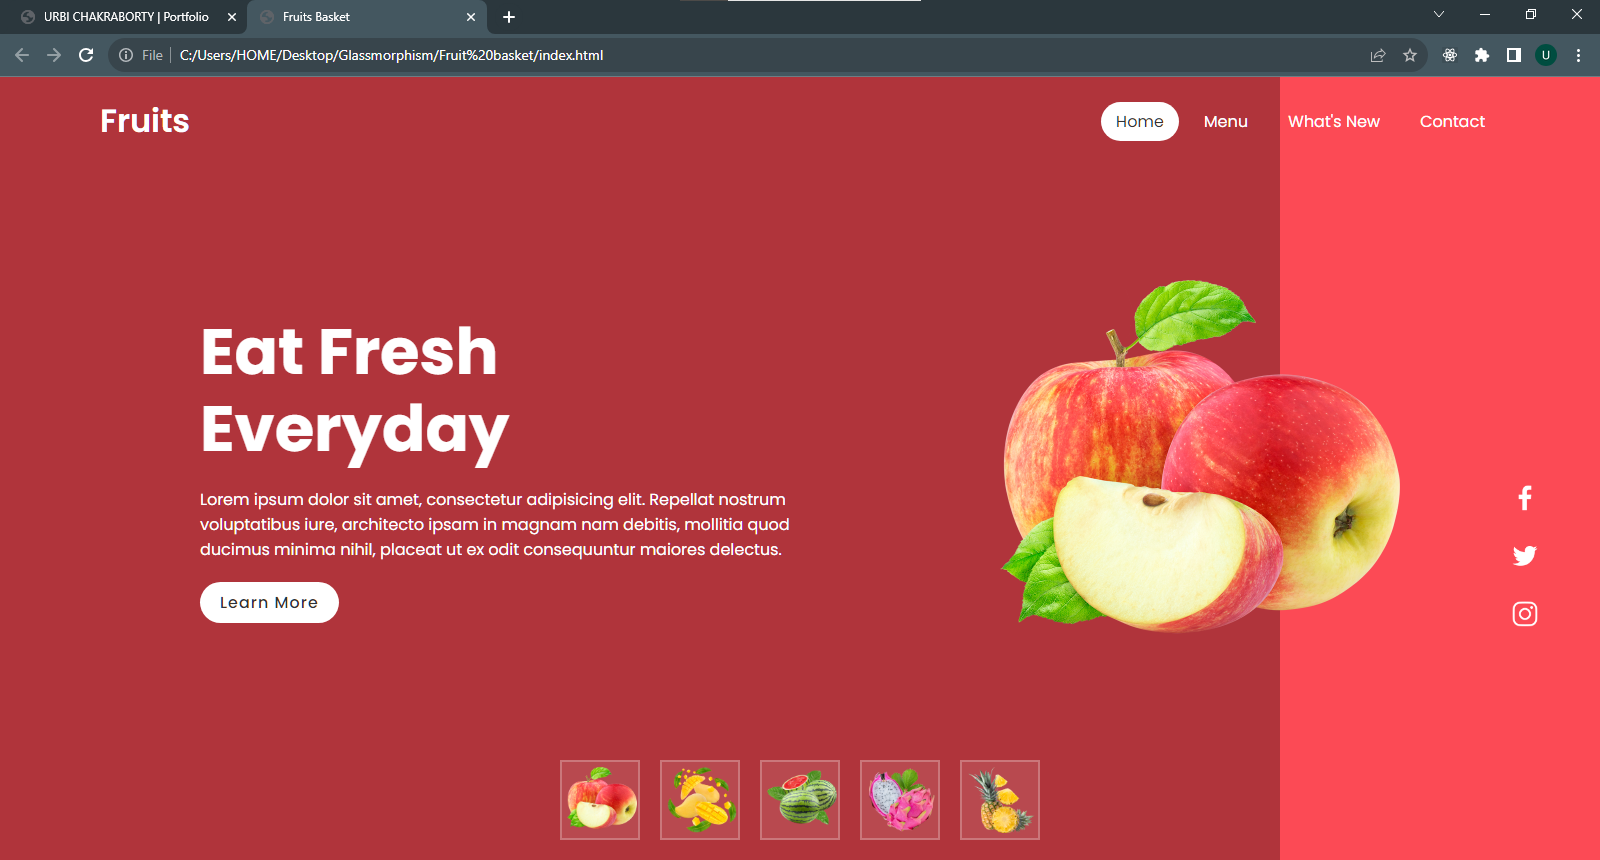 URBI CHAKRABORTY | Portfolio
Fruits Basket
File
C:/Users/HOME/Desktop/Glassmorphism/Fruit%20basket/index.html
U
Fruits
Home
Menu
What's New
Contact
Eat Fresh
Everyday
Lorem ipsum dolor sit amet, consectetur adipisicing elit. Repellat nostrum
voluptatibus iure, architecto ipsam in magnam nam debitis, mollitia quod
ducimus minima nihil, placeat ut ex odit consequuntur maiores delectus.
Learn More